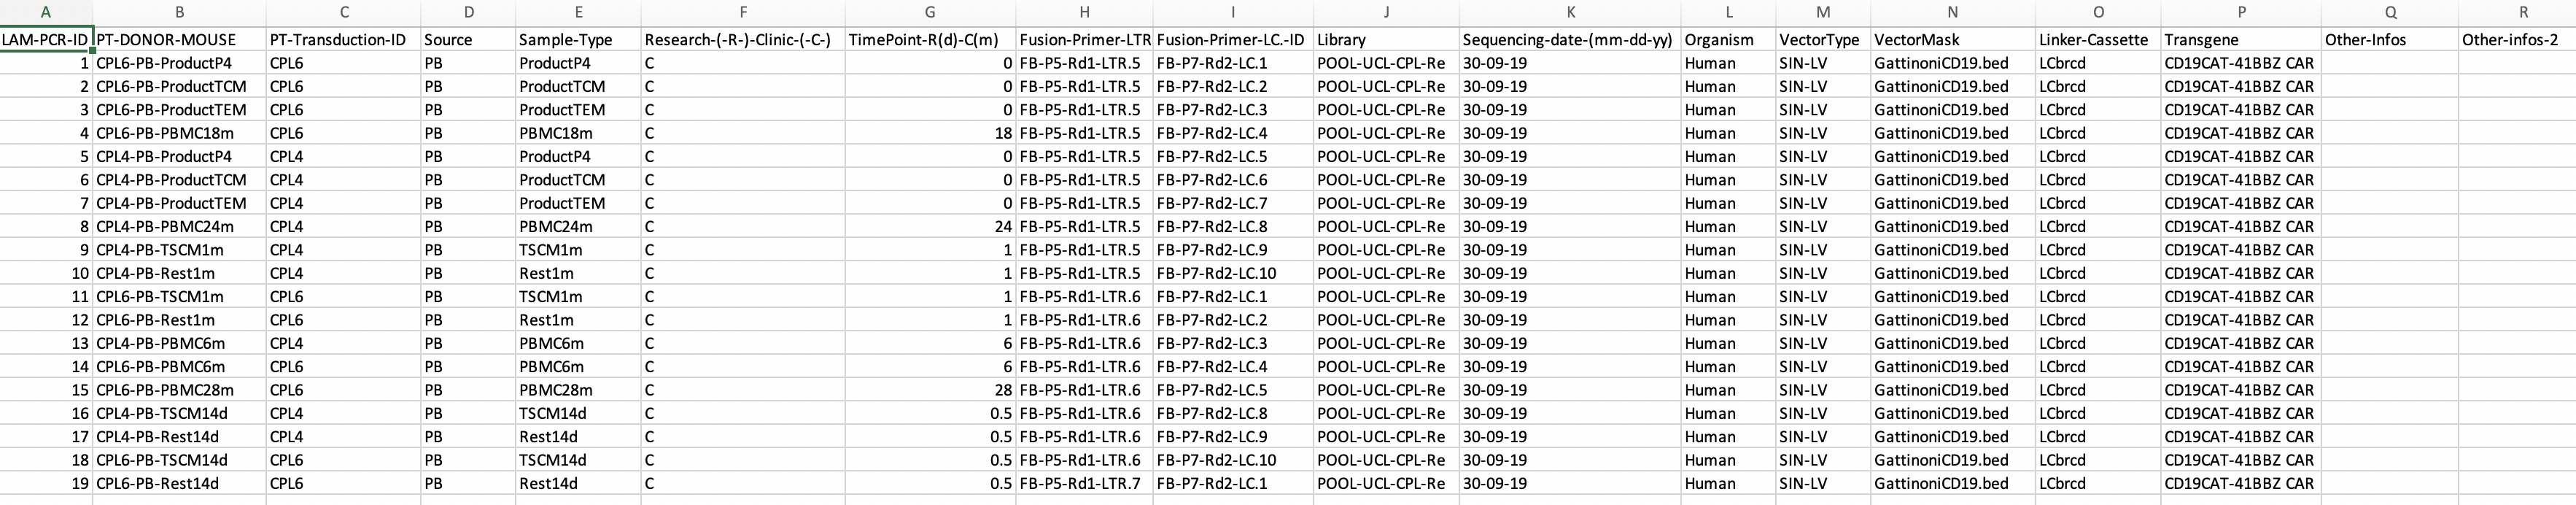 A B C D E F G H I J K L M N O P Q R
LAM-PCR-ID PT-DONOR-MOUSE PT-Transduction-ID Source Sample-Type Research-(-R-)-Clinic-(-C-) TimePoint-R(d)-C(m) Fusion-Primer-LTR Fusion-Primer-LC.-ID Library Sequencing-date-(mm-dd-yy) Organism VectorType VectorMask Linker-Cassette Transgene Other-Infos Other-infos-2
1 CPL6-PB-ProductP4 CPL6 PB ProductP4 C 0 FB-P5-Rd1-LTR.5 FB-P7-Rd2-LC.1 POOL-UCL-CPL-Re 30-09-19 Human SIN-LV GattinoniCD19.bed LCbrcd CD19CAT-41BBZ CAR
2 CPL6-PB-ProductTCM CPL6 PB ProductTCM C 0 FB-P5-Rd1-LTR.5 FB-P7-Rd2-LC.2 POOL-UCL-CPL-Re 30-09-19 Human SIN-LV GattinoniCD19.bed LCbrcd CD19CAT-41BBZ CAR
3 CPL6-PB-ProductTEM CPL6 PB ProductTEM C 0 FB-P5-Rd1-LTR.5 FB-P7-Rd2-LC.3 POOL-UCL-CPL-Re 30-09-19 Human SIN-LV GattinoniCD19.bed LCbrcd CD19CAT-41BBZ CAR
4 CPL6-PB-PBMC18m CPL6 PB PBMC18m C 18 FB-P5-Rd1-LTR.5 FB-P7-Rd2-LC.4 POOL-UCL-CPL-Re 30-09-19 Human SIN-LV GattinoniCD19.bed LCbrcd CD19CAT-41BBZ CAR
5 CPL4-PB-ProductP4 CPL4 PB ProductP4 C 0 FB-P5-Rd1-LTR.5 FB-P7-Rd2-LC.5 POOL-UCL-CPL-Re 30-09-19 Human SIN-LV GattinoniCD19.bed LCbrcd CD19CAT-41BBZ CAR
6 CPL4-PB-ProductTCM CPL4 PB ProductTCM C 0 FB-P5-Rd1-LTR.5 FB-P7-Rd2-LC.6 POOL-UCL-CPL-Re 30-09-19 Human SIN-LV GattinoniCD19.bed LCbrcd CD19CAT-41BBZ CAR
7 CPL4-PB-ProductTEM CPL4 PB ProductTEM C 0 FB-P5-Rd1-LTR.5 FB-P7-Rd2-LC.7 POOL-UCL-CPL-Re 30-09-19 Human SIN-LV GattinoniCD19.bed LCbrcd CD19CAT-41BBZ CAR
8 CPL4-PB-PBMC24m CPL4 PB PBMC24m C 24 FB-P5-Rd1-LTR.5 FB-P7-Rd2-LC.8 POOL-UCL-CPL-Re 30-09-19 Human SIN-LV GattinoniCD19.bed LCbrcd CD19CAT-41BBZ CAR
9 CPL4-PB-TSCM1m CPL4 PB TSCM1m C 1 FB-P5-Rd1-LTR.5 FB-P7-Rd2-LC.9 POOL-UCL-CPL-Re 30-09-19 Human SIN-LV GattinoniCD19.bed LCbrcd CD19CAT-41BBZ CAR
10 CPL4-PB-Rest1m CPL4 PB Rest1m C 1 FB-P5-Rd1-LTR.5 FB-P7-Rd2-LC.10 POOL-UCL-CPL-Re 30-09-19 Human SIN-LV GattinoniCD19.bed LCbrcd CD19CAT-41BBZ CAR
11 CPL6-PB-TSCM1m CPL6 PB TSCM1m C 1 FB-P5-Rd1-LTR.6 FB-P7-Rd2-LC.1 POOL-UCL-CPL-Re 30-09-19 Human SIN-LV GattinoniCD19.bed LCbrcd CD19CAT-41BBZ CAR
12 CPL6-PB-Rest1m CPL6 PB Rest1m C 1 FB-P5-Rd1-LTR.6 FB-P7-Rd2-LC.2 POOL-UCL-CPL-Re 30-09-19 Human SIN-LV GattinoniCD19.bed LCbrcd CD19CAT-41BBZ CAR
13 CPL4-PB-PBMC6m CPL4 PB PBMC6m C 6 FB-P5-Rd1-LTR.6 FB-P7-Rd2-LC.3 POOL-UCL-CPL-Re 30-09-19 Human SIN-LV GattinoniCD19.bed LCbrcd CD19CAT-41BBZ CAR
14 CPL6-PB-PBMC6m CPL6 PB PBMC6m C 6 FB-P5-Rd1-LTR.6 FB-P7-Rd2-LC.4 POOL-UCL-CPL-Re 30-09-19 Human SIN-LV GattinoniCD19.bed LCbrcd CD19CAT-41BBZ CAR
15 CPL6-PB-PBMC28m CPL6 PB PBMC28m C 28 FB-P5-Rd1-LTR.6 FB-P7-Rd2-LC.5 POOL-UCL-CPL-Re 30-09-19 Human SIN-LV GattinoniCD19.bed LCbrcd CD19CAT-41BBZ CAR
16 CPL4-PB-TSCM14d CPL4 PB TSCM14d C 0.5 FB-P5-Rd1-LTR.6 FB-P7-Rd2-LC.8 POOL-UCL-CPL-Re 30-09-19 Human SIN-LV GattinoniCD19.bed LCbrcd CD19CAT-41BBZ CAR
17 CPL4-PB-Rest14d CPL4 PB Rest14d C 0.5 FB-P5-Rd1-LTR.6 FB-P7-Rd2-LC.9 POOL-UCL-CPL-Re 30-09-19 Human SIN-LV GattinoniCD19.bed LCbrcd CD19CAT-41BBZ CAR
18 CPL6-PB-TSCM14d CPL6 PB TSCM14d C 0.5 FB-P5-Rd1-LTR.6 FB-P7-Rd2-LC.10 POOL-UCL-CPL-Re 30-09-19 Human SIN-LV GattinoniCD19.bed LCbrcd CD19CAT-41BBZ CAR
19 CPL6-PB-Rest14d CPL6 PB Rest14d C 0.5 FB-P5-Rd1-LTR.7 FB-P7-Rd2-LC.1 POOL-UCL-CPL-Re 30-09-19 Human SIN-LV GattinoniCD19.bed LCbrcd CD19CAT-41BBZ CAR